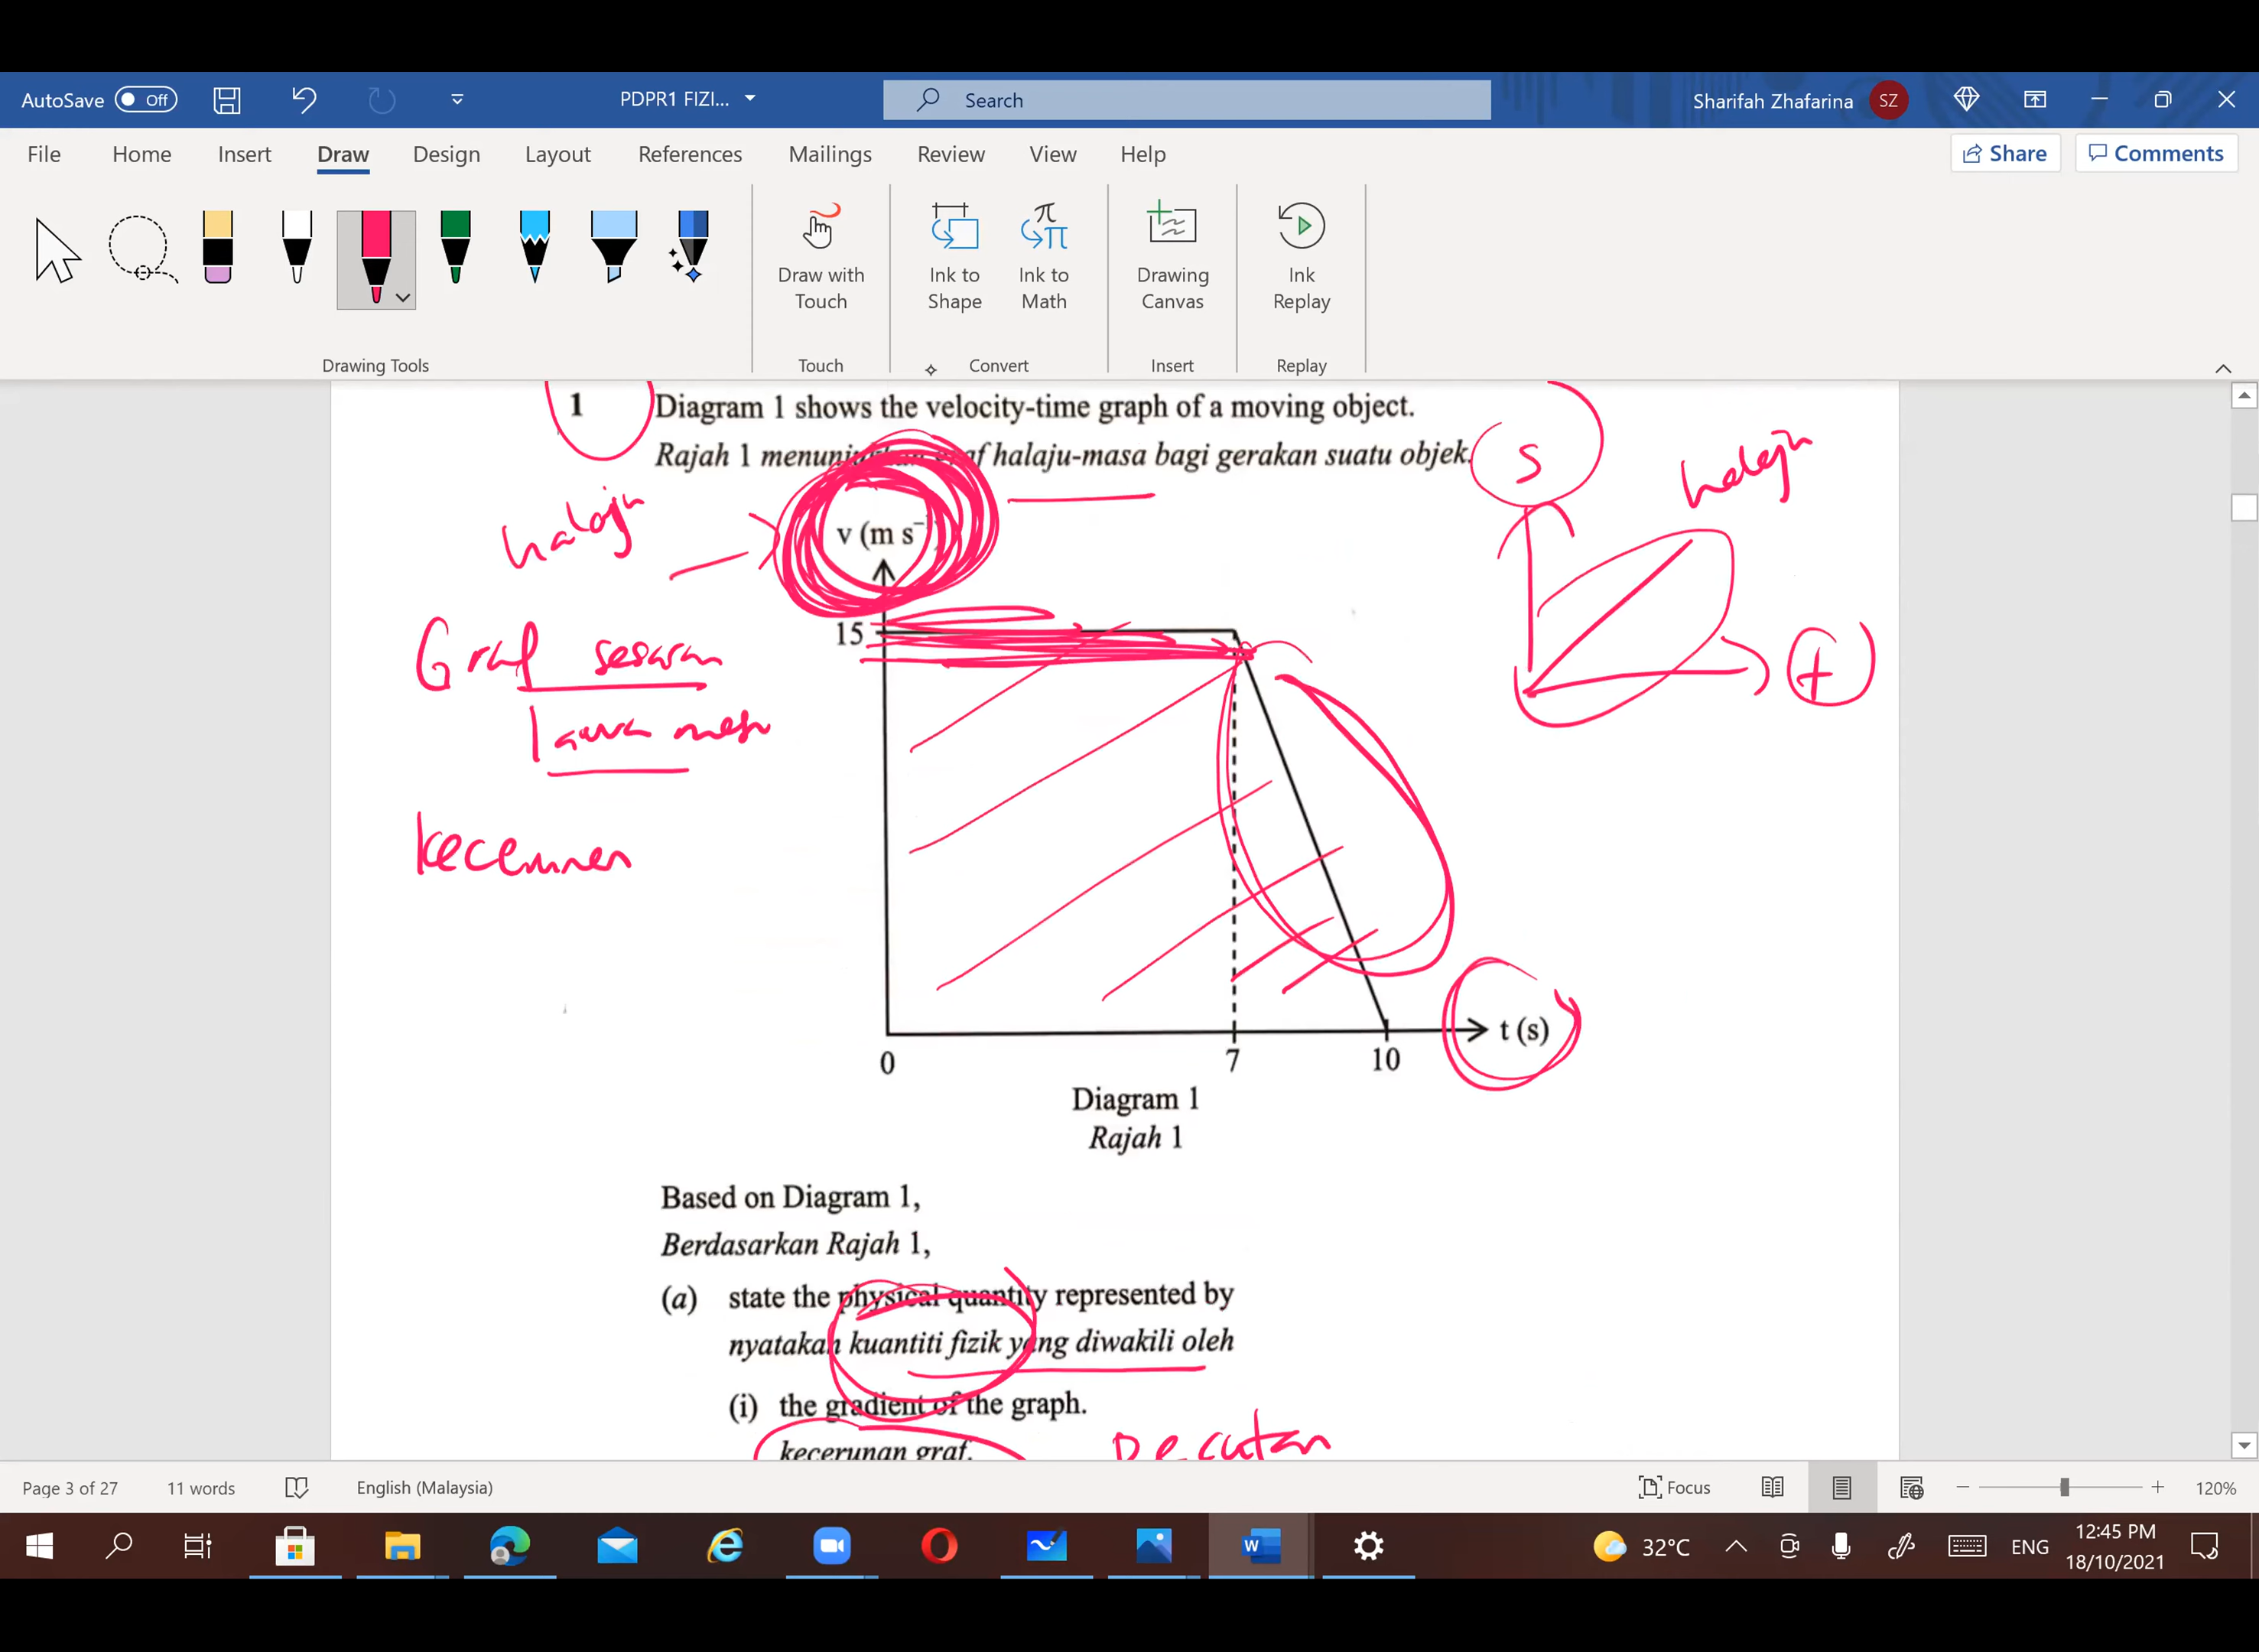 AutoSave Off PDPR1 FIZI... Search Sharifah Zhafarina SZ
File Home Insert Draw Design Layout References Mailings Review View Help Share Comments
Draw with Touch
Ink to Shape
Ink to Math
Drawing Canvas
Ink Replay
Drawing Tools Touch Convert Insert Replay
1 Diagram 1 shows the velocity-time graph of a moving object.
Rajah 1 menunjukkan graf halaju-masa bagi gerakan suatu objek.
s
halaju
halaju
v (m s⁻
15
Graf sesaran
lawan
t
kecerunan
t (s)
0 7 10
Diagram 1
Rajah 1
Based on Diagram 1,
Berdasarkan Rajah 1,
(a) state the physical quantity represented by
nyatakan kuantiti fizik yang diwakili oleh
(i) the gradient of the graph.
kecerunan graf.
Pecutan
Page 3 of 27 11 words English (Malaysia) Focus 120%
32°C ENG 12:45 PM
18/10/2021